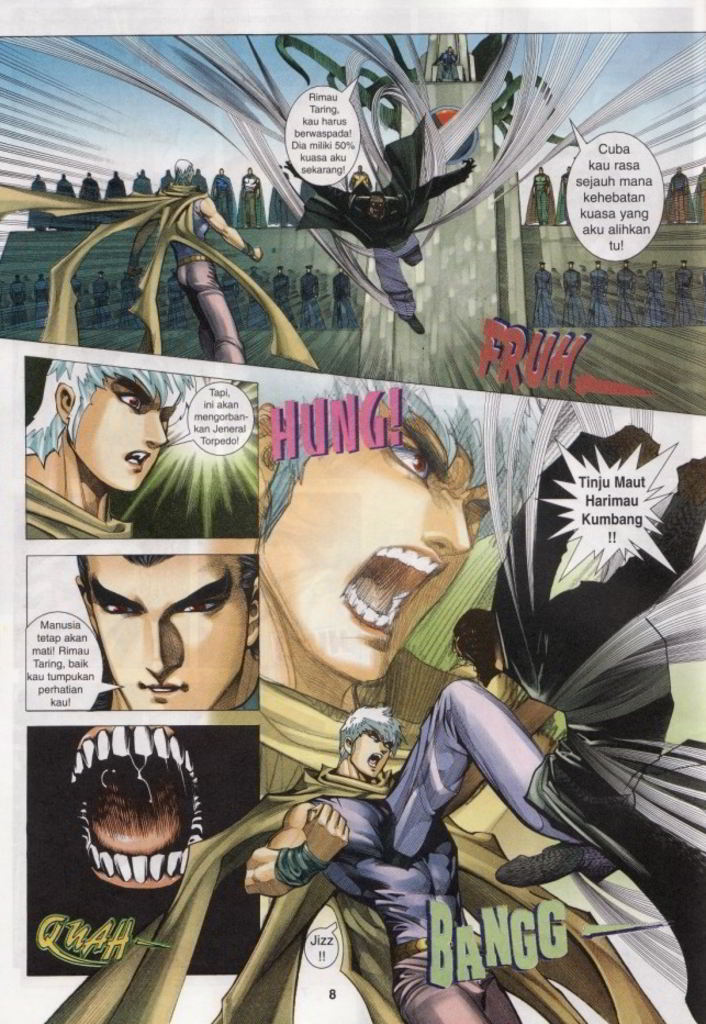 Rimau
Taring,
kau harus
berwaspada!
Dia miliki 50%
kuasa aku
sekarang!
Cuba
kau rasa
sejauh mana
kehebatan
kuasa yang
aku alihkan
tu!
FRUH
Tapi,
ini akan
mengorban-
kan Jeneral
Torpedo!
HUNG!
Tinju Maut
Harimau
Kumbang
!!
Manusia
tetap akan
mati! Rimau
Taring, baik
kau tumpukan
perhatian
kau!
QUAH
Jizz
!!
BANGG
8